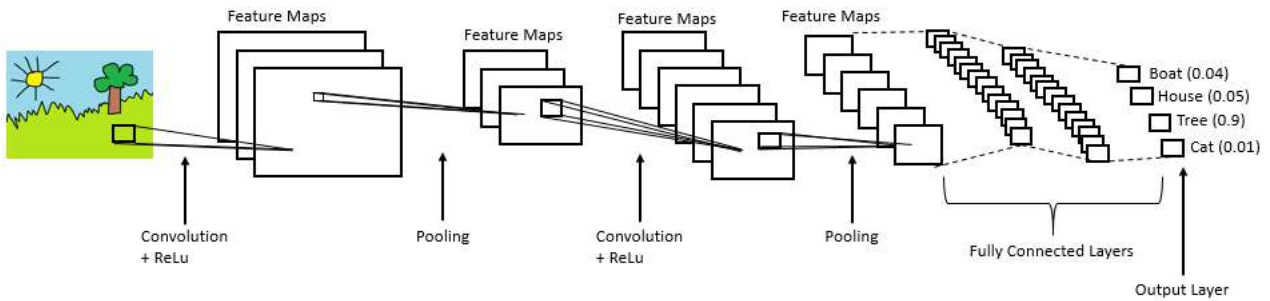 Feature Maps
Feature Maps
Feature Maps
Feature Maps
Boat (0.04)
House (0.05)
Tree (0.9)
Cat (0.01)
Convolution
+ ReLu
Pooling
Convolution
+ ReLu
Pooling
Fully Connected Layers
Output Layer